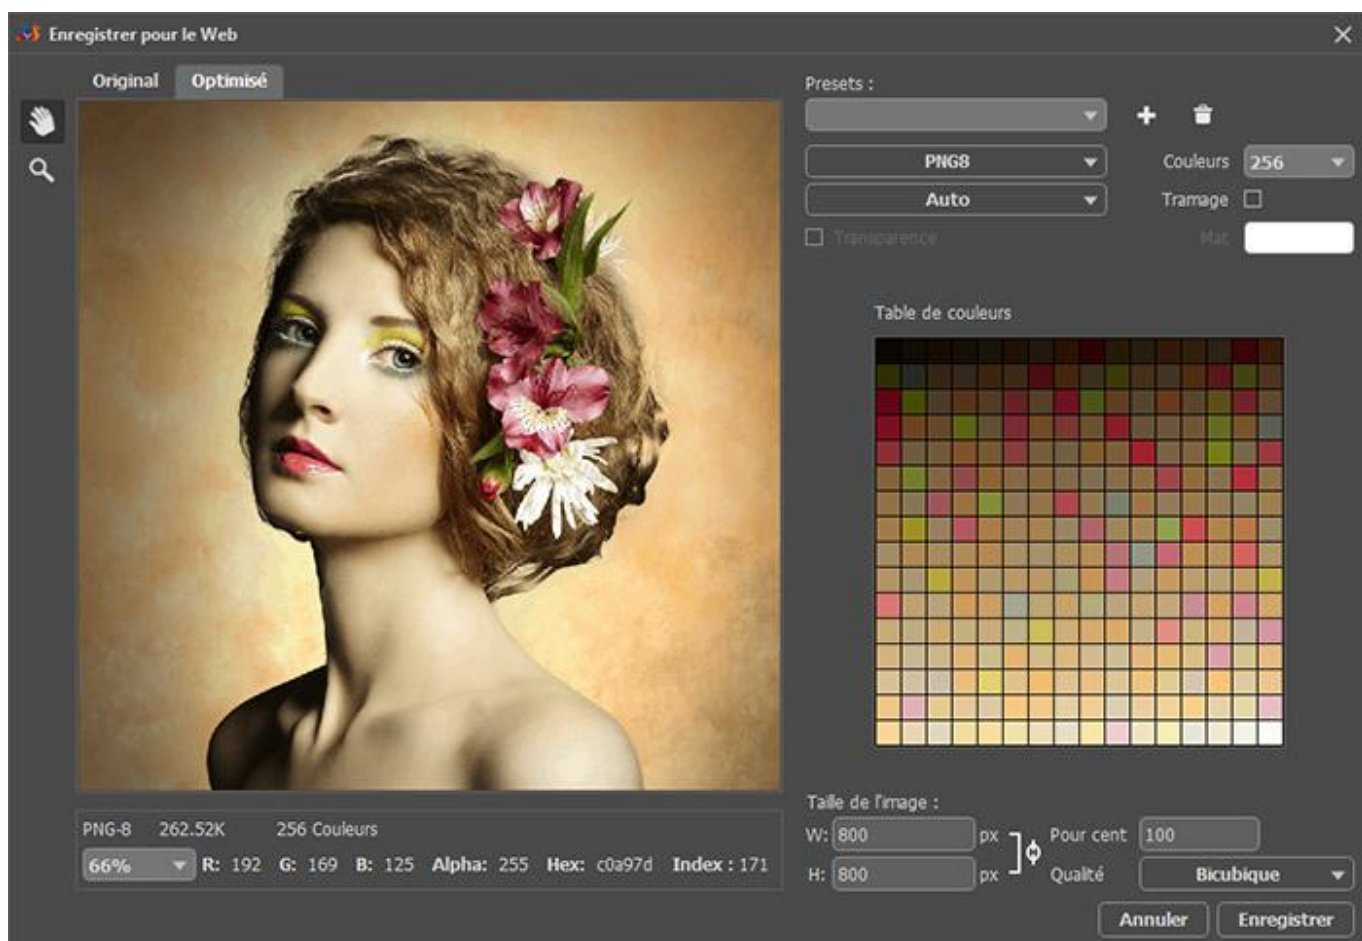 Enregistrer pour le Web
Original Optimisé
Presets :
PNG8 Couleurs 256
Auto Tramage
Transparence Mat
Table de couleurs
Taille de l'image :
PNG-8 262.52K 256 Couleurs
W: 800 px Pour cent 100
66% R: 192 G: 169 B: 125 Alpha: 255 Hex: c0a97d Index : 171
H: 800 px Qualité Bicubique
Annuler Enregistrer